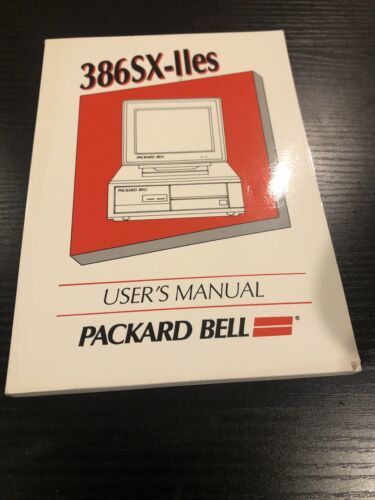 386SX-IIes
PACKARD BELL
PACKARD BELL
USER'S MANUAL
PACKARD BELL ®